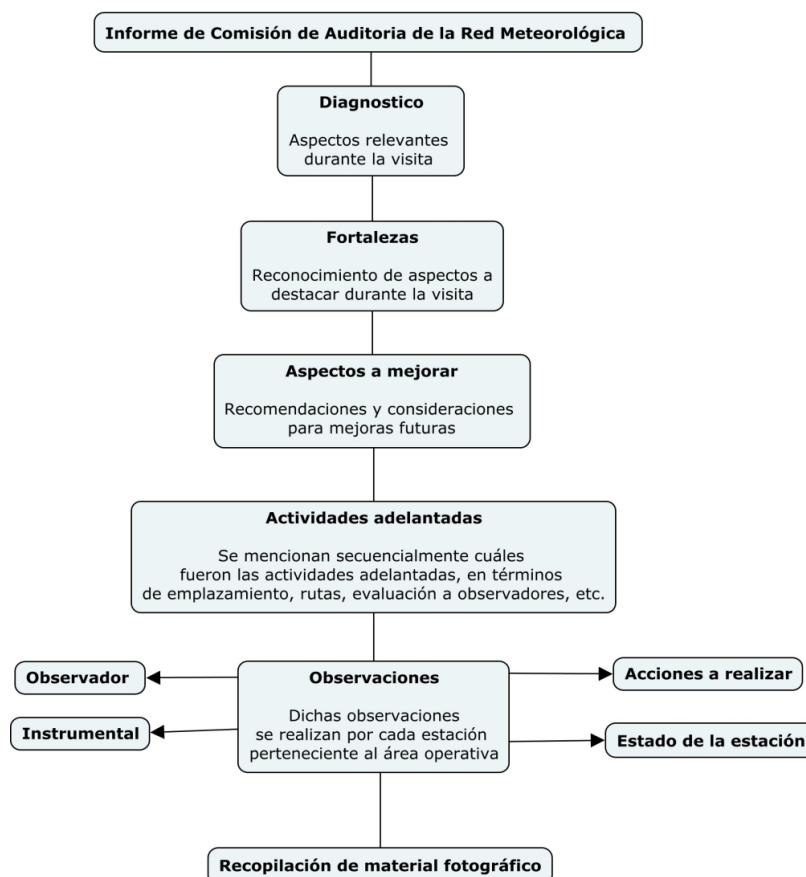 Informe de Comisión de Auditoria de la Red Meteorológica
Diagnostico
Aspectos relevantes
durante la visita
Fortalezas
Reconocimiento de aspectos a
destacar durante la visita
Aspectos a mejorar
Recomendaciones y consideraciones
para mejoras futuras
Actividades adelantadas
Se mencionan secuencialmente cuáles
fueron las actividades adelantadas, en términos
de emplazamiento, rutas, evaluación a observadores, etc.
Observador
Instrumental
Observaciones
Dichas observaciones
se realizan por cada estación
perteneciente al área operativa
Acciones a realizar
Estado de la estación
Recopilación de material fotográfico